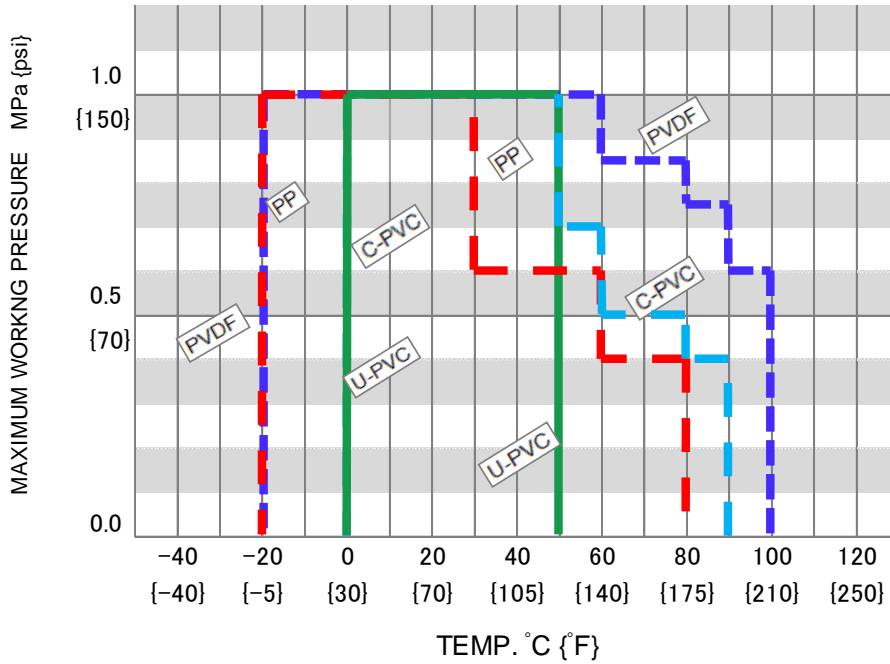 MAXIMUM WORKNG PRESSURE MPa {psi}
1.0
{150}
0.5
{70}
0.0
PVDF
PP
PP
C-PVC
C-PVC
PVDF
U-PVC
U-PVC
-40 -20 0 20 40 60 80 100 120
{-40} {-5} {30} {70} {105} {140} {175} {210} {250}
TEMP. °C {°F}